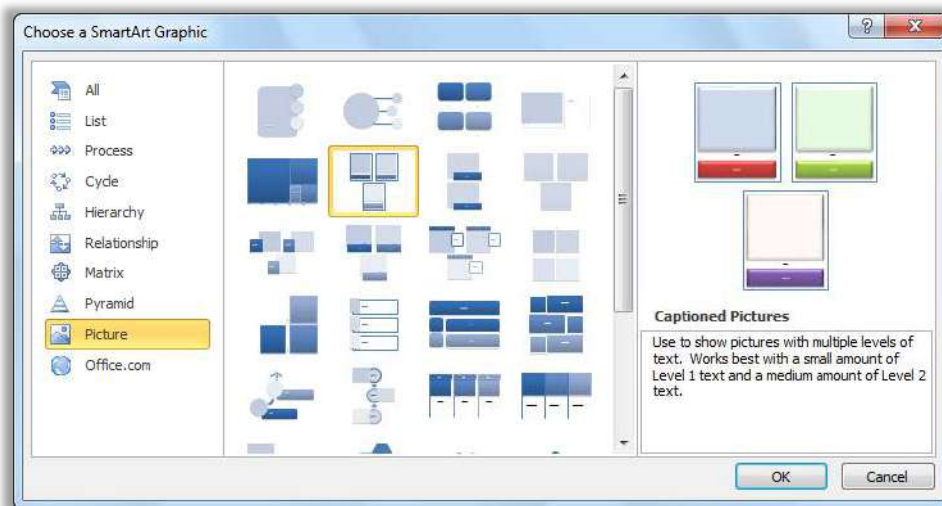 Choose a SmartArt Graphic
All
List
Process
Cycle
Hierarchy
Relationship
Matrix
Pyramid
Picture
Office.com
Captioned Pictures
Use to show pictures with multiple levels of
text. Works best with a small amount of
Level 1 text and a medium amount of Level 2
text.
OK
Cancel